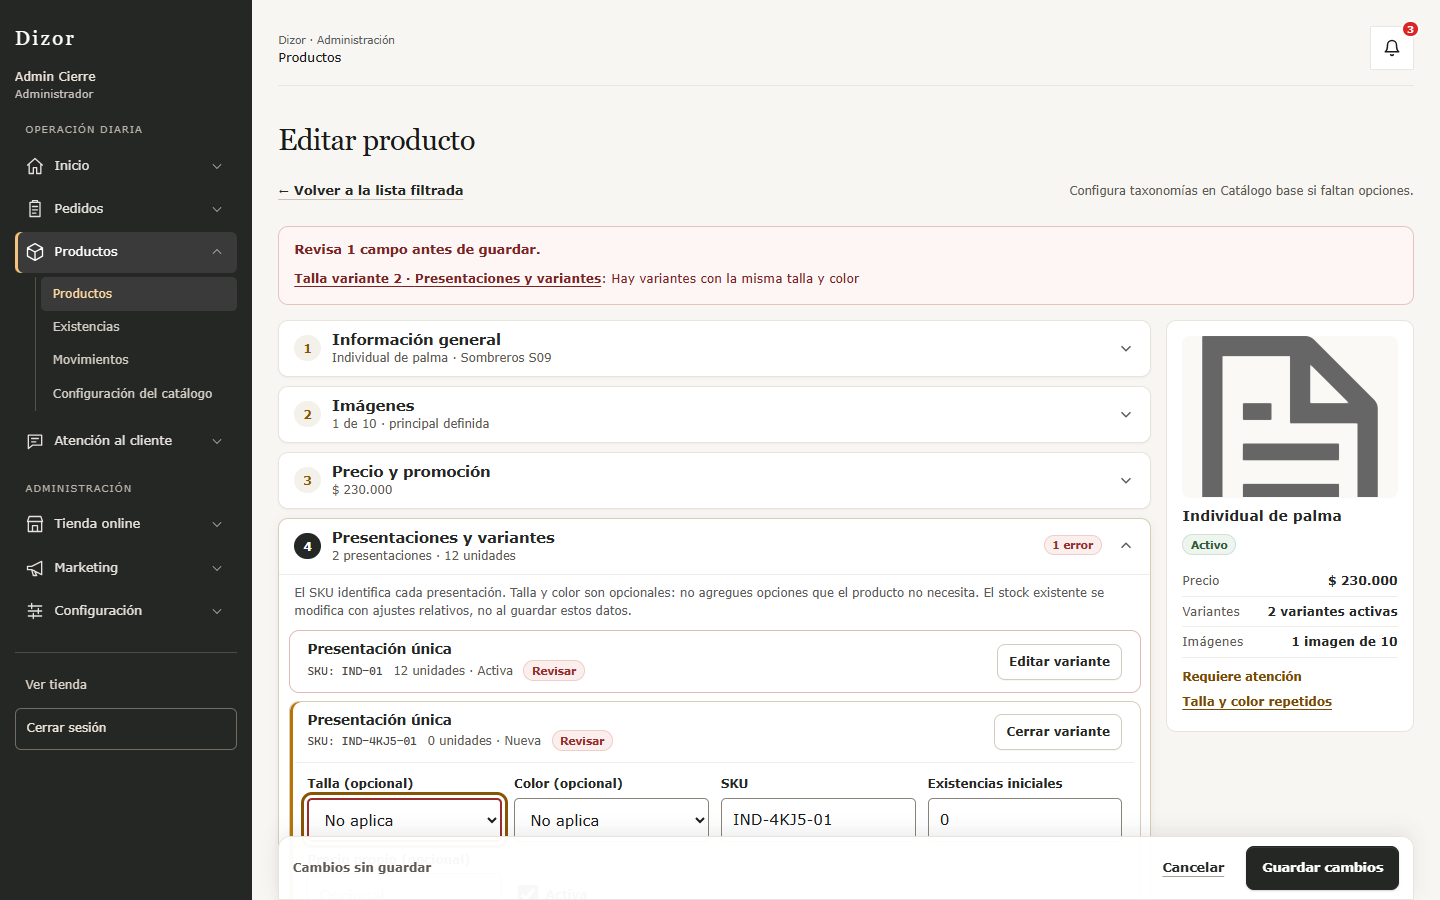 Dizor
Admin Cierre
Administrador
OPERACIÓN DIARIA
Inicio
Pedidos
Productos
Productos
Existencias
Movimientos
Configuración del catálogo
Atención al cliente
ADMINISTRACIÓN
Tienda online
Marketing
Configuración
Ver tienda
Cerrar sesión
Dizor · Administración
Productos
3
Editar producto
← Volver a la lista filtrada
Configura taxonomías en Catálogo base si faltan opciones.
Revisa 1 campo antes de guardar.
Talla variante 2 · Presentaciones y variantes: Hay variantes con la misma talla y color
1 Información general
Individual de palma · Sombreros S09
2 Imágenes
1 de 10 · principal definida
3 Precio y promoción
$ 230.000
4 Presentaciones y variantes
2 presentaciones · 12 unidades
1 error
El SKU identifica cada presentación. Talla y color son opcionales: no agregues opciones que el producto no necesita. El stock existente se
modifica con ajustes relativos, no al guardar estos datos.
Presentación única
SKU: IND-01 12 unidades · Activa Revisar
Editar variante
Presentación única
SKU: IND-4KJ5-01 0 unidades · Nueva Revisar
Cerrar variante
Talla (opcional) Color (opcional) SKU Existencias iniciales
No aplica No aplica IND-4KJ5-01 0
Activa
Cambios sin guardar
Cancelar
Guardar cambios
Individual de palma
Activo
Precio $ 230.000
Variantes 2 variantes activas
Imágenes 1 imagen de 10
Requiere atención
Talla y color repetidos